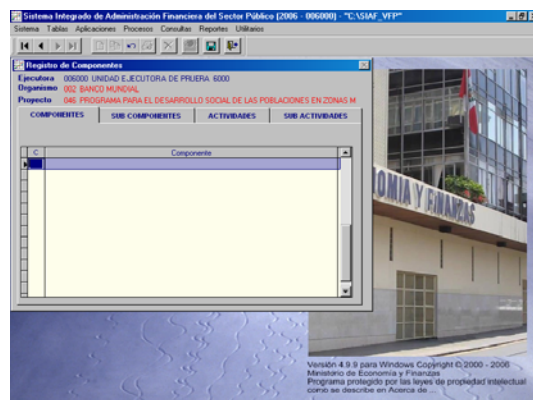 Sistema Integrado de Administración Financiera del Sector Público [2006 - 006000] - "C:\SIAF_VFP"
Sistema Tablas Aplicaciones Procesos Consultas Reportes Utilitarios
Registro de Componentes
Ejecutora 006000 UNIDAD EJECUTORA DE PRUEBA 6000
Organismo 002 BANCO MUNDIAL
Proyecto 046 PROGRAMA PARA EL DESARROLLO SOCIAL DE LAS POBLACIONES EN ZONAS M
COMPONENTES SUB COMPONENTES ACTIVIDADES SUB ACTIVIDADES
C Componente
OMIA Y FINANZAS
Versión 4.9.9 para Windows Copyright © 2000 - 2006
Ministerio de Economía y Finanzas
Programa protegido por las leyes de propiedad intelectual
como se describe en Acerca de ...